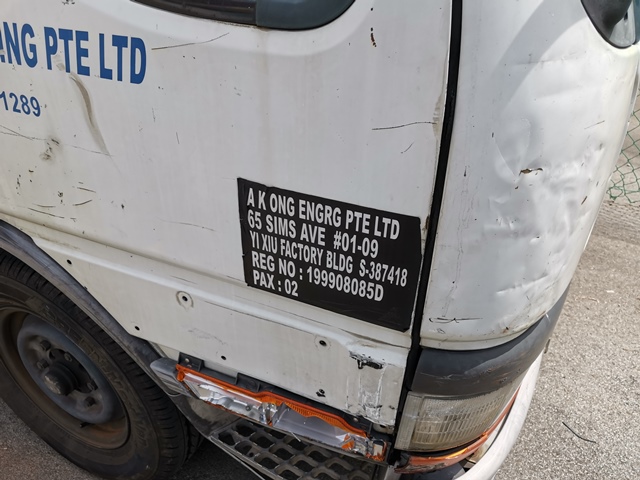 ANG PTE LTD
1289
A K ONG ENGRG PTE LTD
65 SIMS AVE #01-09
YI XIU FACTORY BLDG S-387418
REG NO : 199908085D
PAX : 02